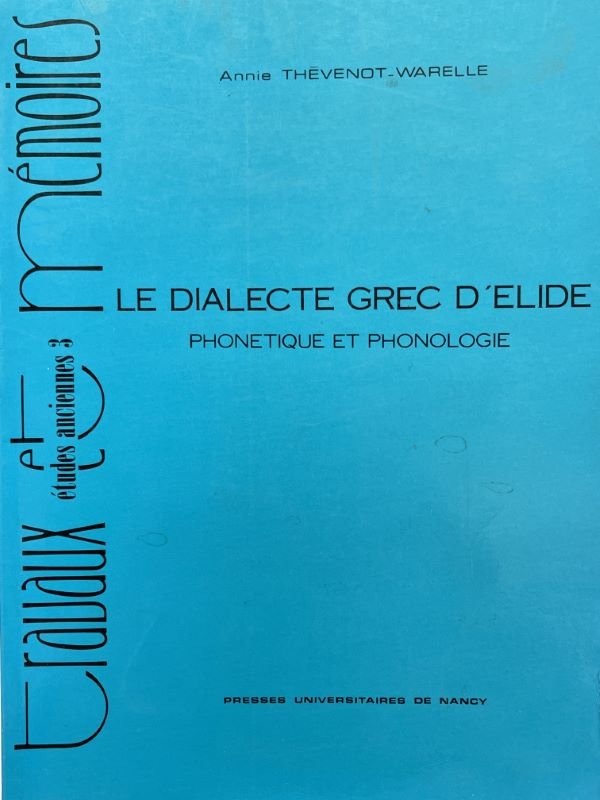 Annie THÉVENOT-WARELLE
LE DIALECTE GREC D'ELIDE
PHONETIQUE ET PHONOLOGIE
PRESSES UNIVERSITAIRES DE NANCY
travaux et mémoires
études anciennes 3